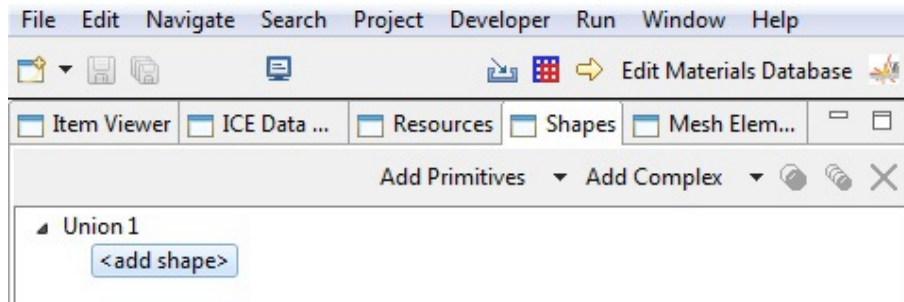 File Edit Navigate Search Project Developer Run Window Help
Edit Materials Database
Item Viewer ICE Data ... Resources Shapes Mesh Elem...
Add Primitives Add Complex
Union 1
<add shape>